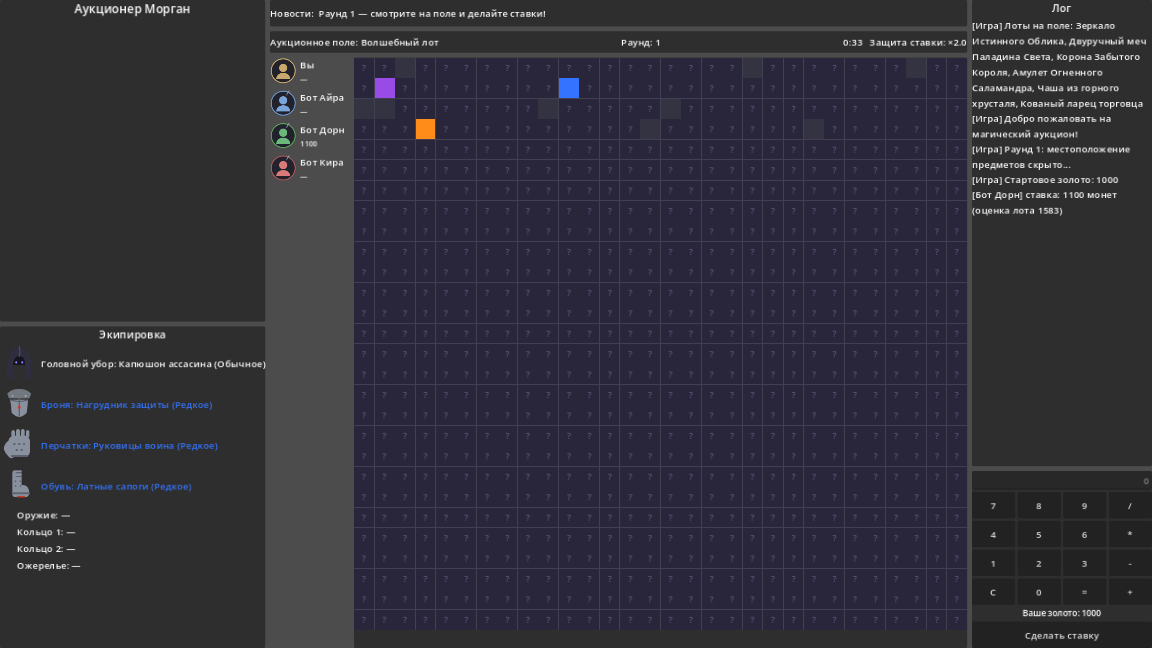 Аукционер Морган
Новости: Раунд 1 — смотрите на поле и делайте ставки!
Аукционное поле: Волшебный лот
Раунд: 1
0:33 Защита ставки: ×2.0
Вы
—
Бот Айра
—
Бот Дорн
1100
Бот Кира
—
Экипировка
Головной убор: Капюшон ассасина (Обычное)
Броня: Нагрудник защиты (Редкое)
Перчатки: Руковицы воина (Редкое)
Обувь: Латные сапоги (Редкое)
Оружие: —
Кольцо 1: —
Кольцо 2: —
Ожерелье: —
Лог
[Игра] Лоты на поле: Зеркало
Истинного Облика, Двуручный меч
Паладина Света, Корона Забытого
Короля, Амулет Огненного
Саламандра, Чаша из горного
хрусталя, Кованый ларец торговца
[Игра] Добро пожаловать на
магический аукцион!
[Игра] Раунд 1: местоположение
предметов скрыто...
[Игра] Стартовое золото: 1000
[Бот Дорн] ставка: 1100 монет
(оценка лота 1583)
0
7 8 9 /
4 5 6 *
1 2 3 -
C 0 = +
Ваше золото: 1000
Сделать ставку